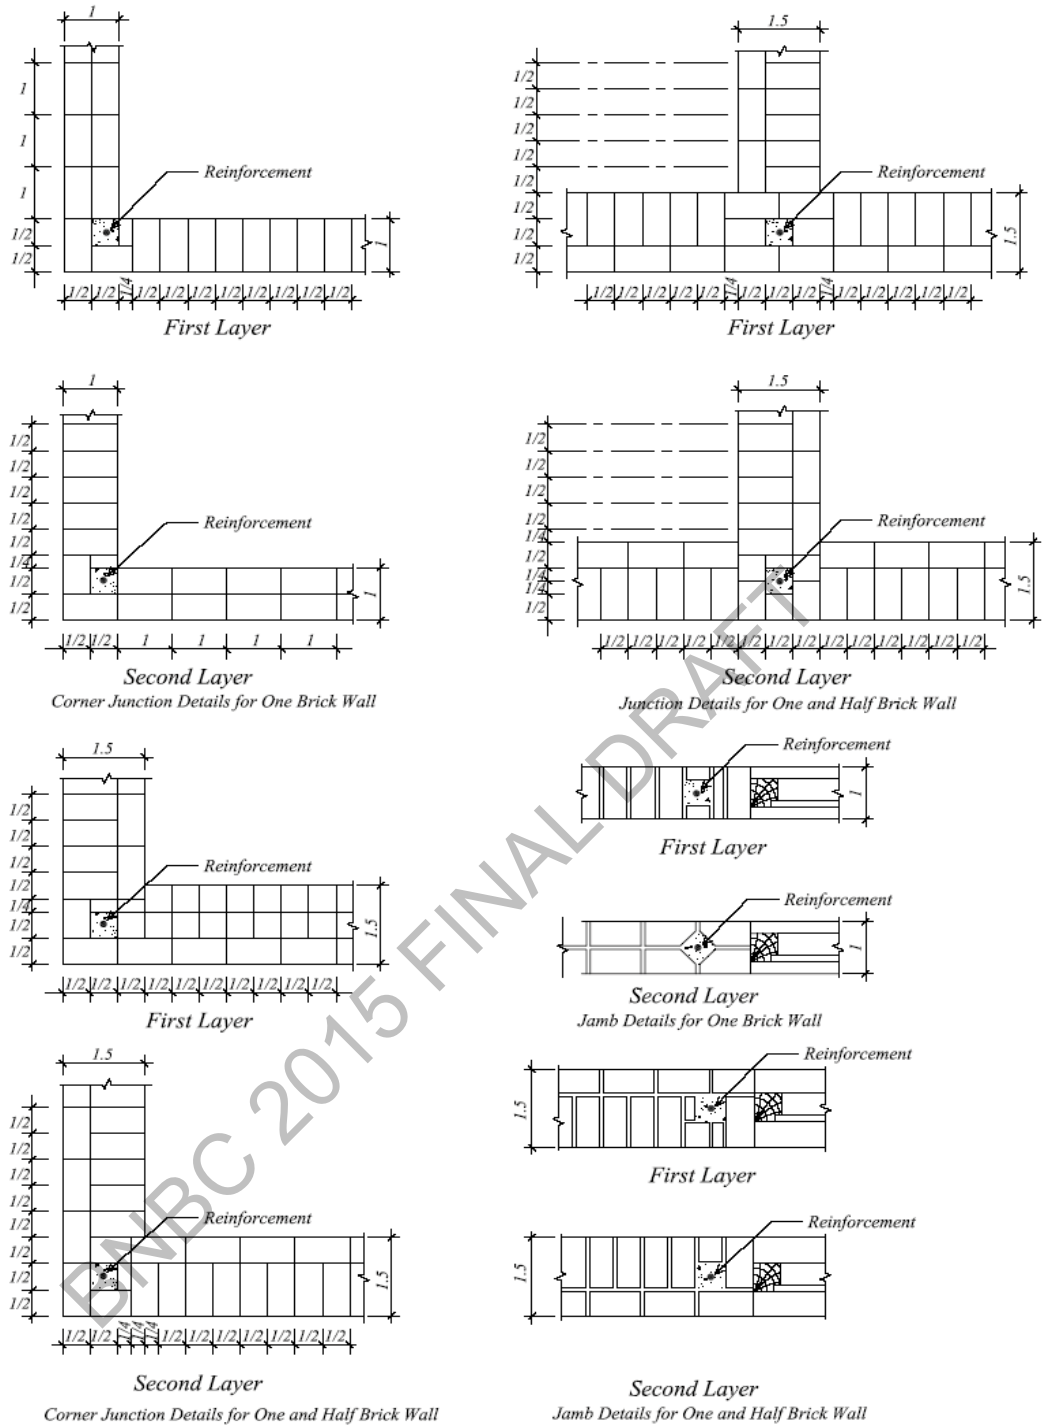 1
1
1
1
1/2
1/2
Reinforcement
1
1/2 1/2 1/4 1/2 1/2 1/2 1/2 1/2 1/2 1/2 1/2
First Layer
1.5
1/2
1/2
1/2
1/2
1/2
1/2
1/2
1/2
Reinforcement
1.5
1/2 1/2 1/2 1/2 1/2 1/4 1/2 1/2 1/2 1/4 1/2 1/2 1/2 1/2 1/2
First Layer
1
1/2
1/2
1/2
1/2
1/2
1/4
1/2
1/2
Reinforcement
1
1/2 1/2 1 1 1 1
Second Layer
Corner Junction Details for One Brick Wall
1.5
1/2
1/2
1/2
1/2
1/4
1/2
1/4
1/4
1/2
Reinforcement
1.5
1/2 1/2 1/2 1/2 1/2 1/2 1/2 1/2 1/2 1/2 1/2 1/2 1/2 1/2
Second Layer
Junction Details for One and Half Brick Wall
1.5
1/2
1/2
1/2
1/2
1/4
1/2
1/2
Reinforcement
1.5
1/2 1/2 1/2 1/2 1/2 1/2 1/2 1/2 1/2 1/2
First Layer
Reinforcement
1
First Layer
Reinforcement
1
Second Layer
Jamb Details for One Brick Wall
1.5
1/2
1/2
1/2
1/2
1/2
1/2
1/2
1/2
Reinforcement
1.5
1/2 1/2 1/4 1/4 1/4 1/2 1/2 1/2 1/2 1/2 1/2 1/2
Second Layer
Corner Junction Details for One and Half Brick Wall
Reinforcement
1.5
First Layer
Reinforcement
1.5
Second Layer
Jamb Details for One and Half Brick Wall
BNBC 2015 FINAL DRAFT